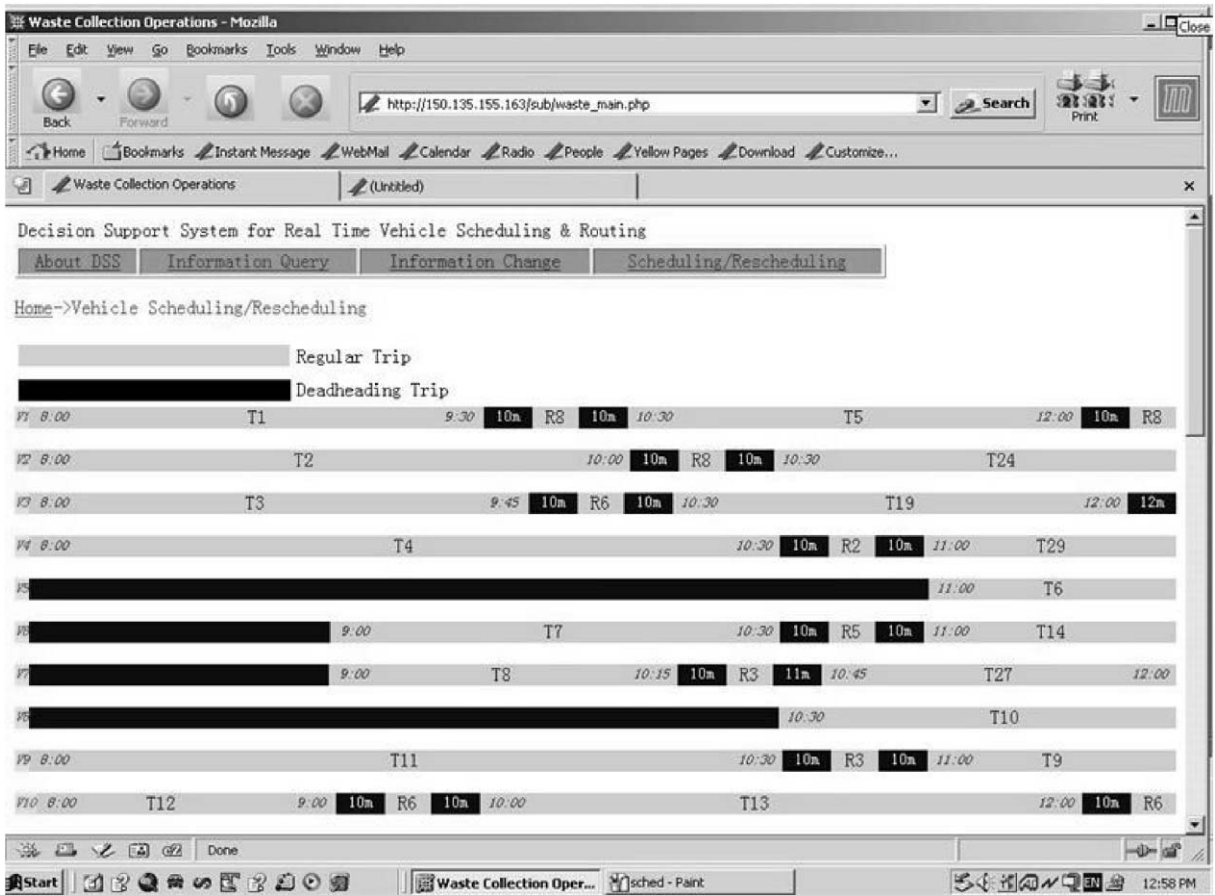 Waste Collection Operations - Mozilla
Close
File Edit View Go Bookmarks Tools Window Help
Back Forward http://150.135.155.163/sub/waste_main.php Search Print
Home Bookmarks Instant Message WebMail Calendar Radio People Yellow Pages Download Customize...
Waste Collection Operations (Untitled)
Decision Support System for Real Time Vehicle Scheduling & Routing
About DSS Information Query Information Change Scheduling/Rescheduling
Home->Vehicle Scheduling/Rescheduling
Regular Trip
Deadheading Trip
V1 8:00 T1 9:30 10m R8 10m 10:30 T5 12:00 10m R8
V2 8:00 T2 10:00 10m R8 10m 10:30 T24
V3 8:00 T3 9:45 10m R6 10m 10:30 T19 12:00 12m
V4 8:00 T4 10:30 10m R2 10m 11:00 T29
V5 11:00 T6
V6 9:00 T7 10:30 10m R5 10m 11:00 T14
V7 9:00 T8 10:15 10m R3 11m 10:45 T27 12:00
V8 10:30 T10
V9 8:00 T11 10:30 10m R3 10m 11:00 T9
V10 8:00 T12 9:00 10m R6 10m 10:00 T13 12:00 10m R6
Done
Start Waste Collection Oper... sched - Paint EN 12:58 PM